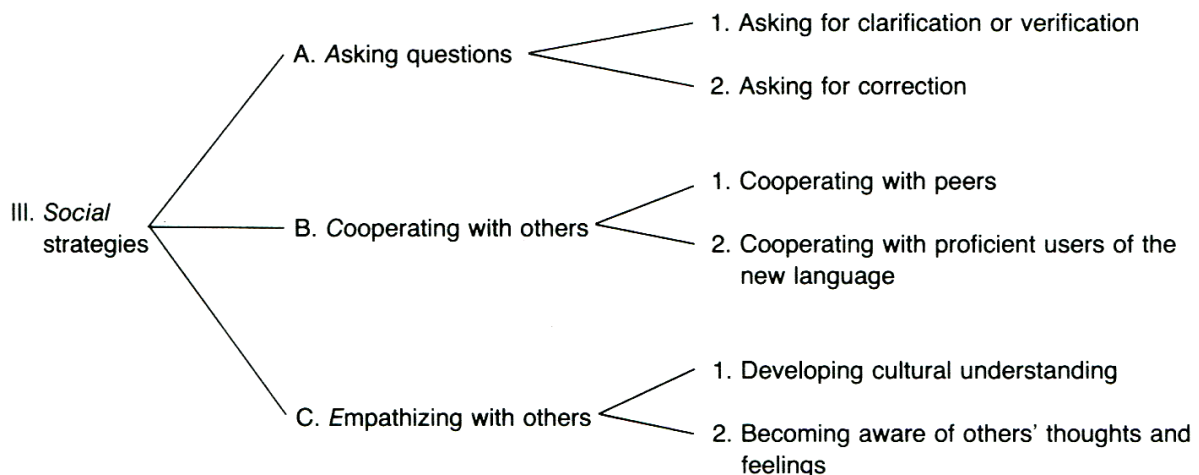 1. Asking for clarification or verification
A. Asking questions
2. Asking for correction
1. Cooperating with peers
III. Social
strategies
B. Cooperating with others
2. Cooperating with proficient users of the
new language
1. Developing cultural understanding
C. Empathizing with others
2. Becoming aware of others' thoughts and
feelings